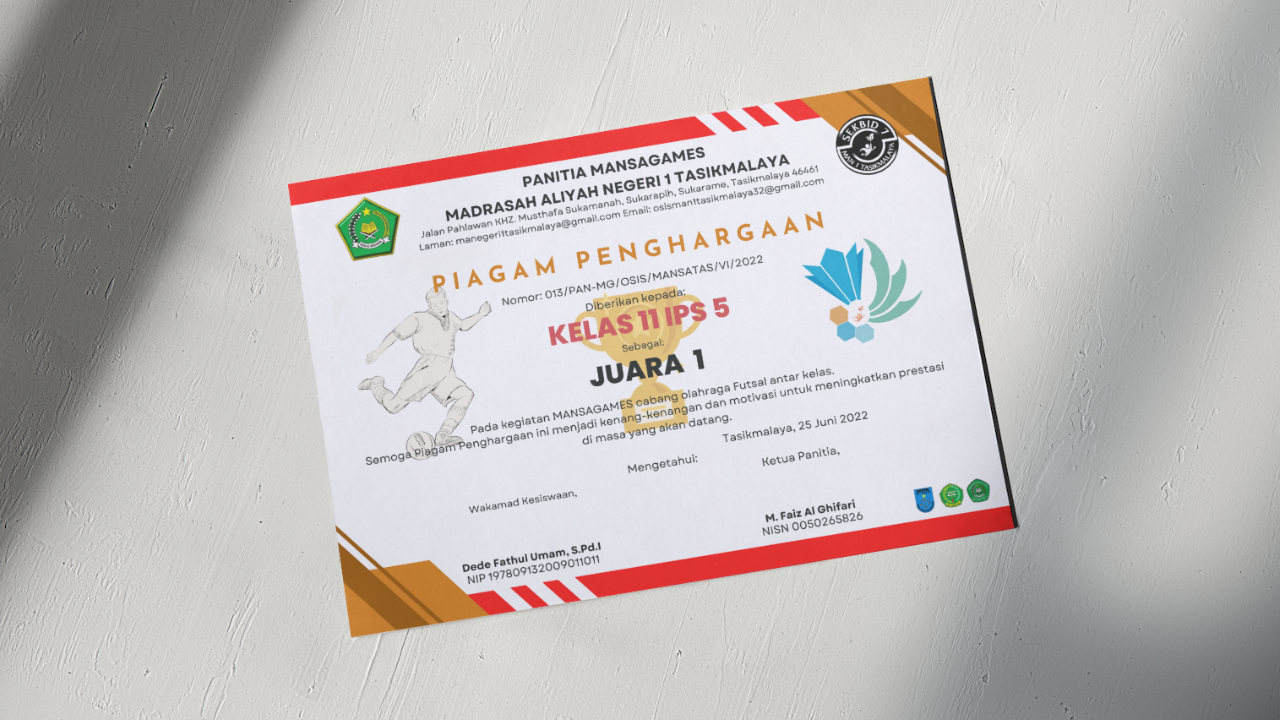 PANITIA MANSAGAMES
MADRASAH ALIYAH NEGERI 1 TASIKMALAYA
Jalan Pahlawan KHZ. Musthafa Sukamanah, Sukarapih, Sukarame, Tasikmalaya 46461
Laman: manegeri1tasikmalaya@gmail.com Email: osisman1tasikmalaya32@gmail.com
SEKBID 7
MAN 1 TASIKMALAYA
PIAGAM PENGHARGAAN
Nomor: 013/PAN-MG/OSIS/MANSATAS/VI/2022
Diberikan kepada:
KELAS 11 IPS 5
Sebagai:
JUARA 1
Pada kegiatan MANSAGAMES cabang olahraga Futsal antar kelas.
Semoga Piagam Penghargaan ini menjadi kenang-kenangan dan motivasi untuk meningkatkan prestasi
di masa yang akan datang.
Tasikmalaya, 25 Juni 2022
Mengetahui:
Ketua Panitia,
Wakamad Kesiswaan,
M. Faiz Al Ghifari
NISN 0050265826
Dede Fathul Umam, S.Pd.I
NIP 197809132009011011